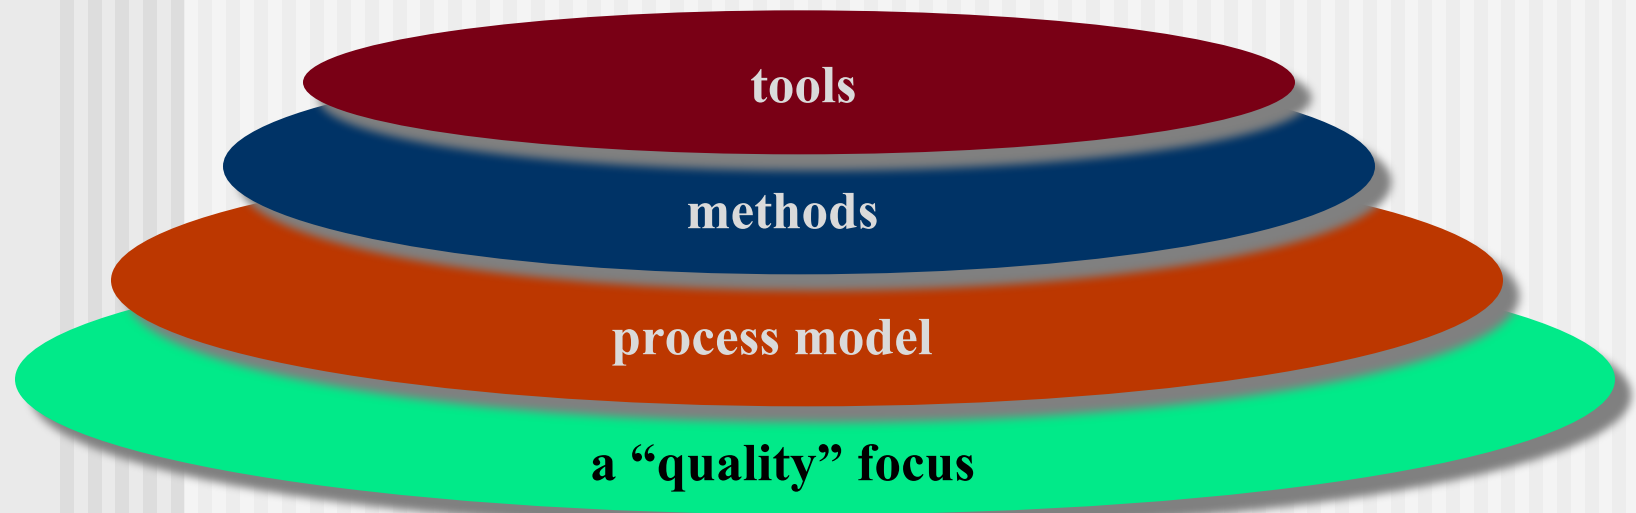 tools
methods
process model
a “quality” focus